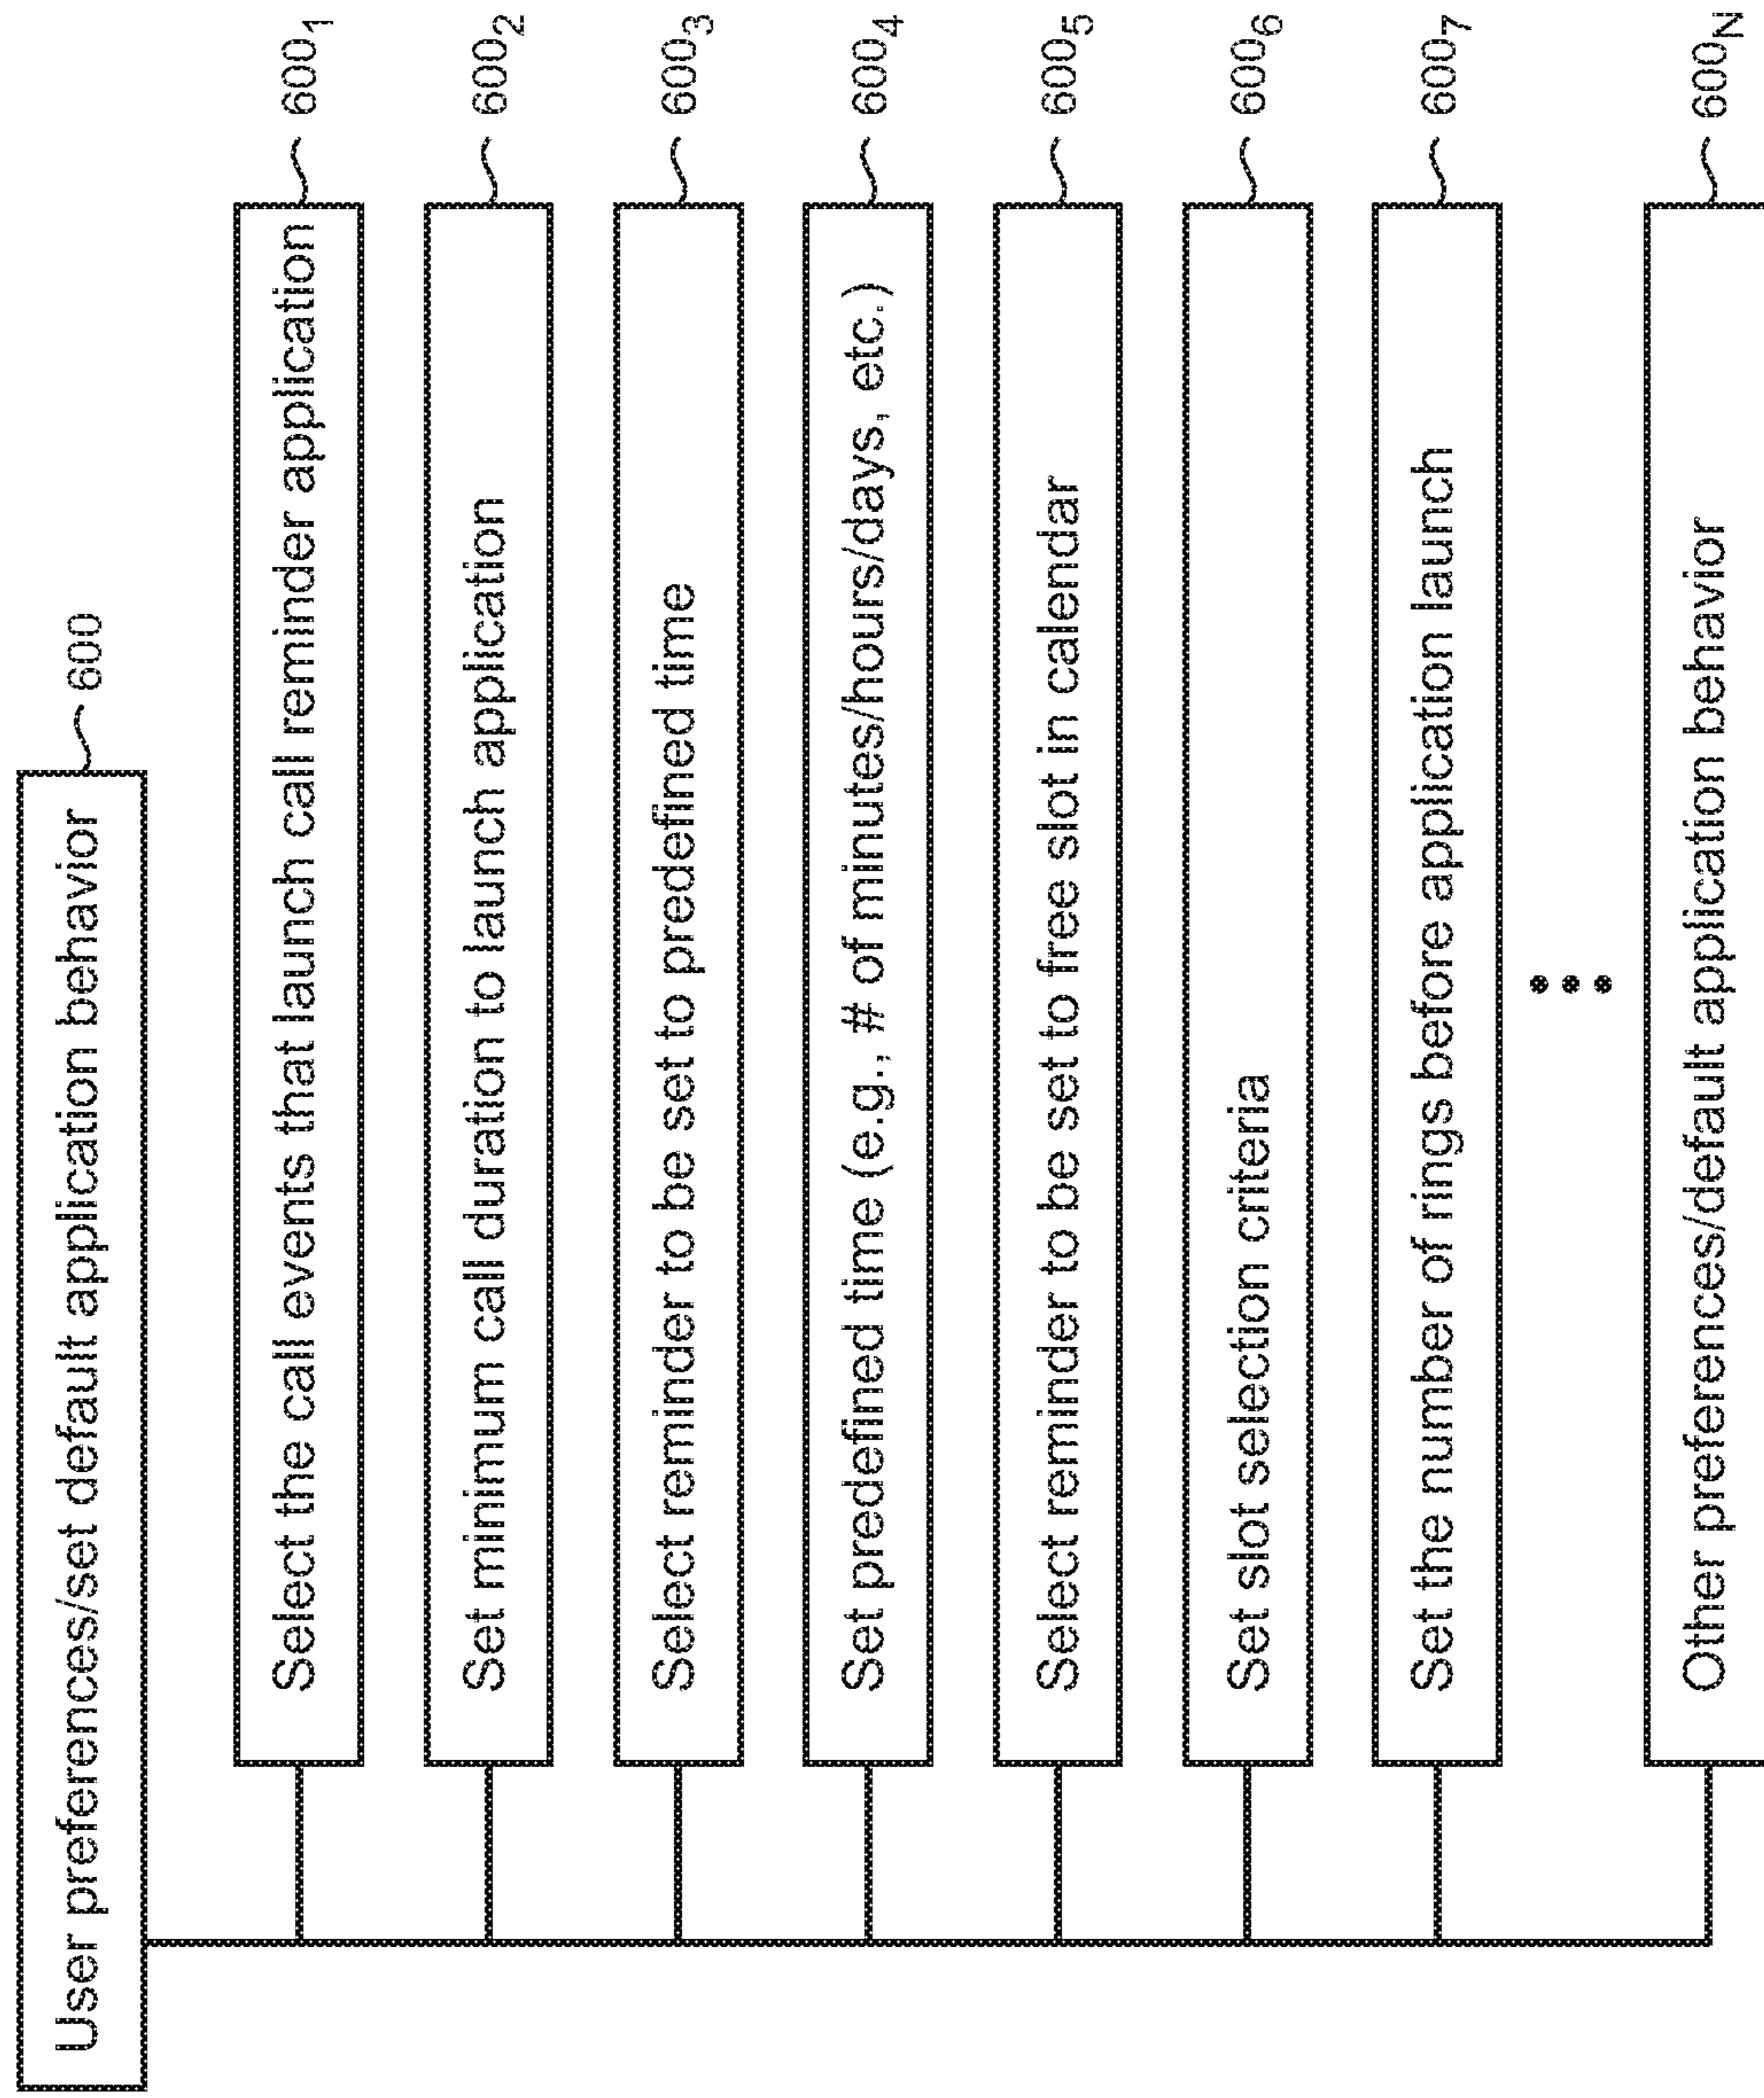 User preferences/set default application behavior 600
Select the call events that launch call reminder application 600₁
Set minimum call duration to launch application 600₂
Select reminder to be set to predefined time 600₃
Set predefined time (e.g., # of minutes/hours/days, etc.) 600₄
Select reminder to be set to free slot in calendar 600₅
Set slot selection criteria 600₆
Set the number of rings before application launch 600₇
Other preferences/default application behavior 600_N